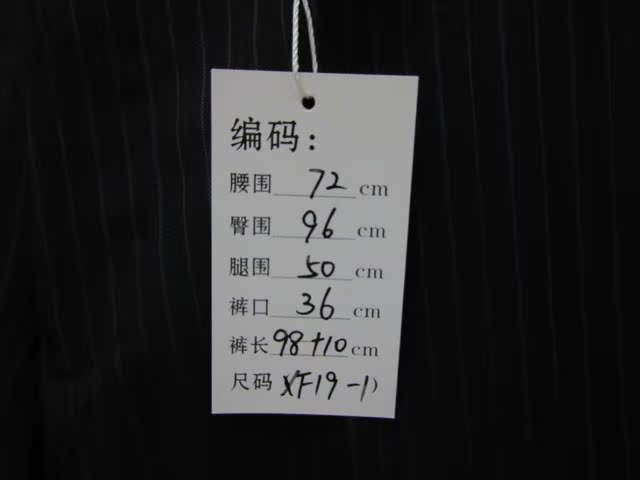 编码：
腰围 72 cm
臀围 96 cm
腿围 50 cm
裤口 36 cm
裤长 98+10 cm
尺码 XF19-1)